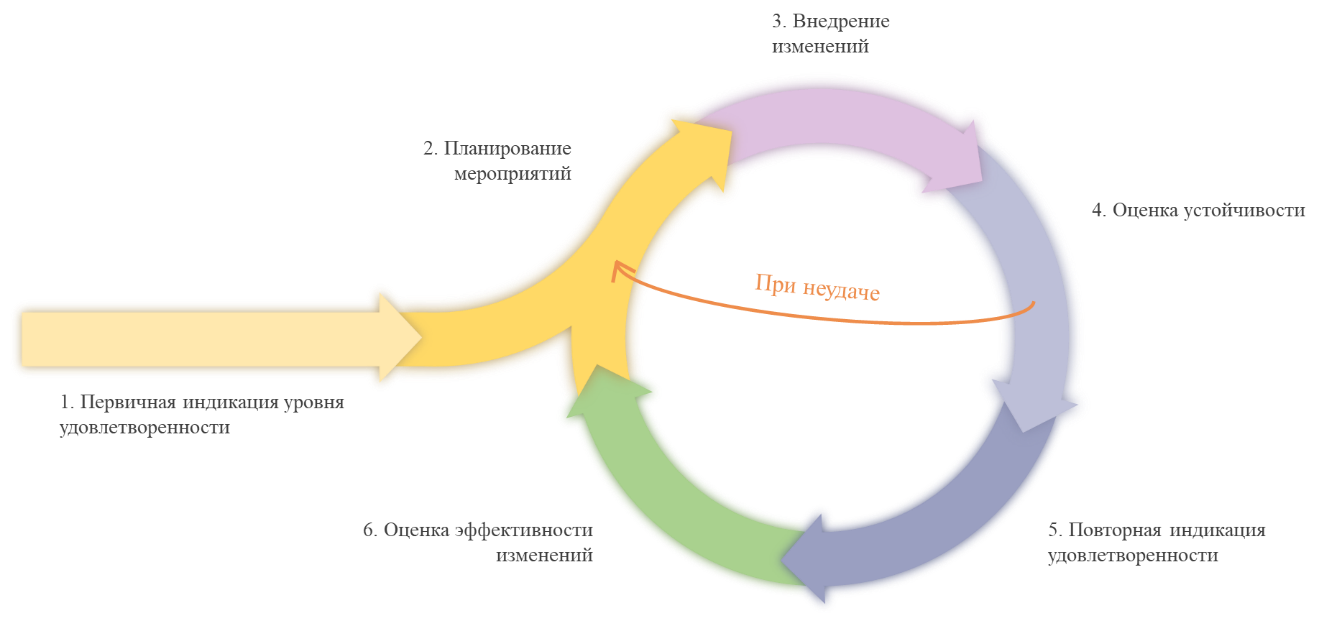 3. Внедрение
изменений
2. Планирование
мероприятий
4. Оценка устойчивости
При неудаче
1. Первичная индикация уровня
удовлетворенности
6. Оценка эффективности
изменений
5. Повторная индикация
удовлетворенности